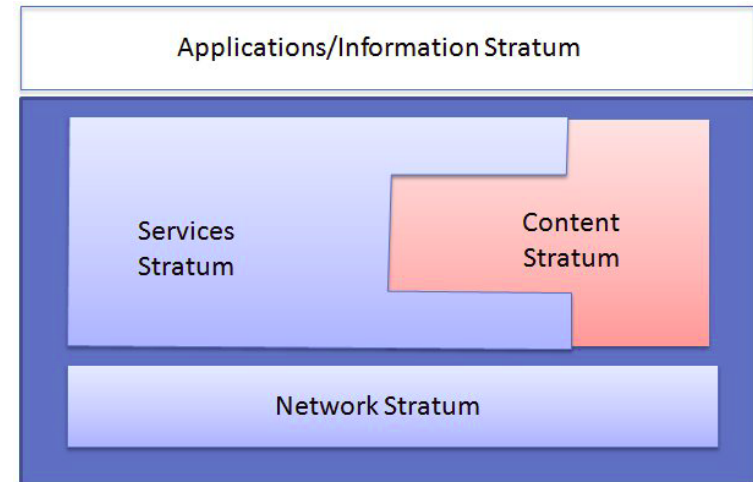 Applications/Information Stratum
Services
Stratum
Content
Stratum
Network Stratum